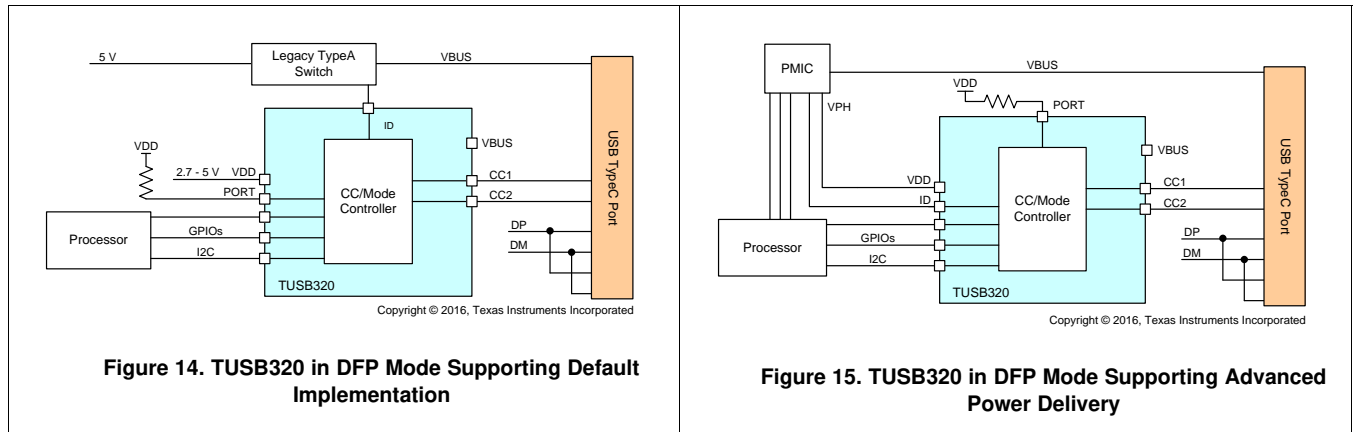 5 V
Legacy TypeA
Switch
VBUS
ID
VDD
VBUS
2.7 - 5 V VDD
PORT
CC1
CC2
CC/Mode
Controller
Processor
GPIOs
I2C
DP
DM
USB TypeC Port
TUSB320
Copyright © 2016, Texas Instruments Incorporated
Figure 14. TUSB320 in DFP Mode Supporting Default
Implementation
PMIC
VBUS
VDD
PORT
VPH
VBUS
VDD
ID
CC1
CC2
CC/Mode
Controller
Processor
GPIOs
I2C
DP
DM
USB TypeC Port
TUSB320
Copyright © 2016, Texas Instruments Incorporated
Figure 15. TUSB320 in DFP Mode Supporting Advanced
Power Delivery